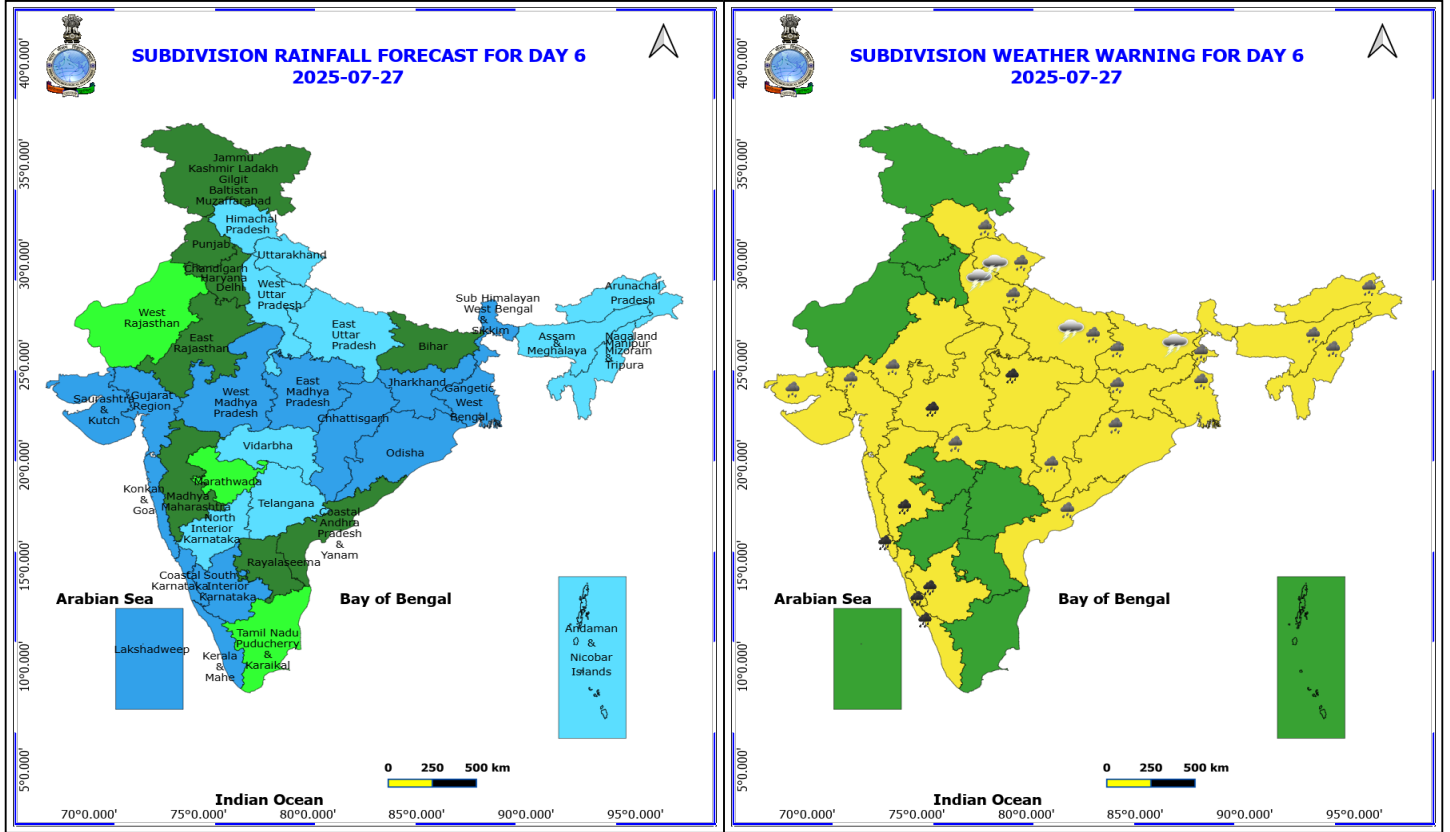 SUBDIVISION RAINFALL FORECAST FOR DAY 6
2025-07-27
40°0.000'
35°0.000'
30°0.000'
25°0.000'
20°0.000'
15°0.000'
10°0.000'
5°0.000'
Jammu
Kashmir Ladakh
Gilgit
Baltistan
Muzaffarabad
Himachal
Pradesh
Punjab
Uttarakhand
Chandigarh
Haryana
Delhi
West
Uttar
Pradesh
West
Rajasthan
East
Rajasthan
East
Uttar
Pradesh
Bihar
Sub Himalayan
West Bengal
&
Sikkim
Arunachal
Pradesh
Assam
&
Meghalaya
Nagaland
Manipur
Mizoram
&
Tripura
Saurashtra
&
Kutch
Gujarat
Region
West
Madhya
Pradesh
East
Madhya
Pradesh
Jharkhand
Gangetic
West
Bengal
Chhattisgarh
Odisha
Vidarbha
Marathwada
Madhya
Maharashtra
Konkan
&
Goa
Telangana
North
Interior
Karnataka
Coastal
Andhra
Pradesh
&
Yanam
Rayalaseema
Coastal
Karnataka
South
Interior
Karnataka
Tamil Nadu
Puducherry
&
Karaikal
Kerala
&
Mahe
Lakshadweep
Andaman
&
Nicobar
Islands
Arabian Sea
Bay of Bengal
0 250 500 km
Indian Ocean
70°0.000' 75°0.000' 80°0.000' 85°0.000' 90°0.000' 95°0.000'
SUBDIVISION WEATHER WARNING FOR DAY 6
2025-07-27
40°0.000'
35°0.000'
30°0.000'
25°0.000'
20°0.000'
15°0.000'
10°0.000'
5°0.000'
Arabian Sea
Bay of Bengal
0 250 500 km
Indian Ocean
70°0.000' 75°0.000' 80°0.000' 85°0.000' 90°0.000' 95°0.000'